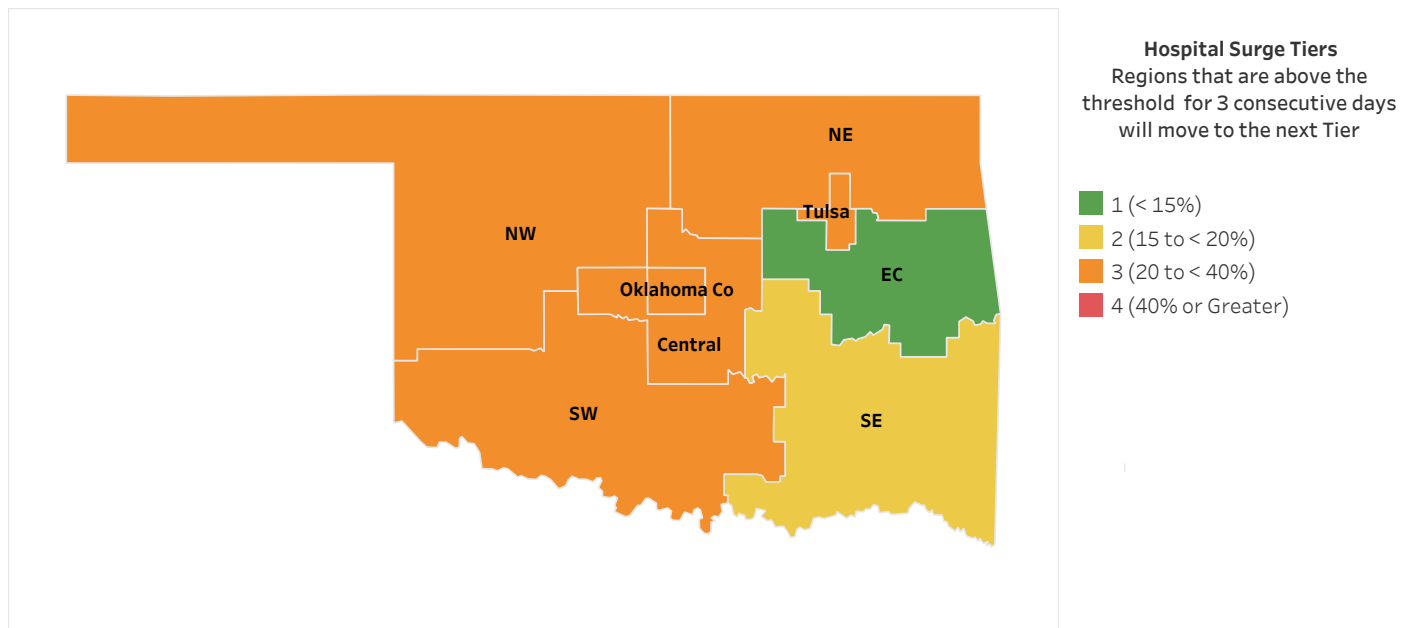 Hospital Surge Tiers
Regions that are above the
threshold for 3 consecutive days
will move to the next Tier
1 (< 15%)
2 (15 to < 20%)
3 (20 to < 40%)
4 (40% or Greater)
NE
Tulsa
NW
EC
Oklahoma Co
Central
SW
SE